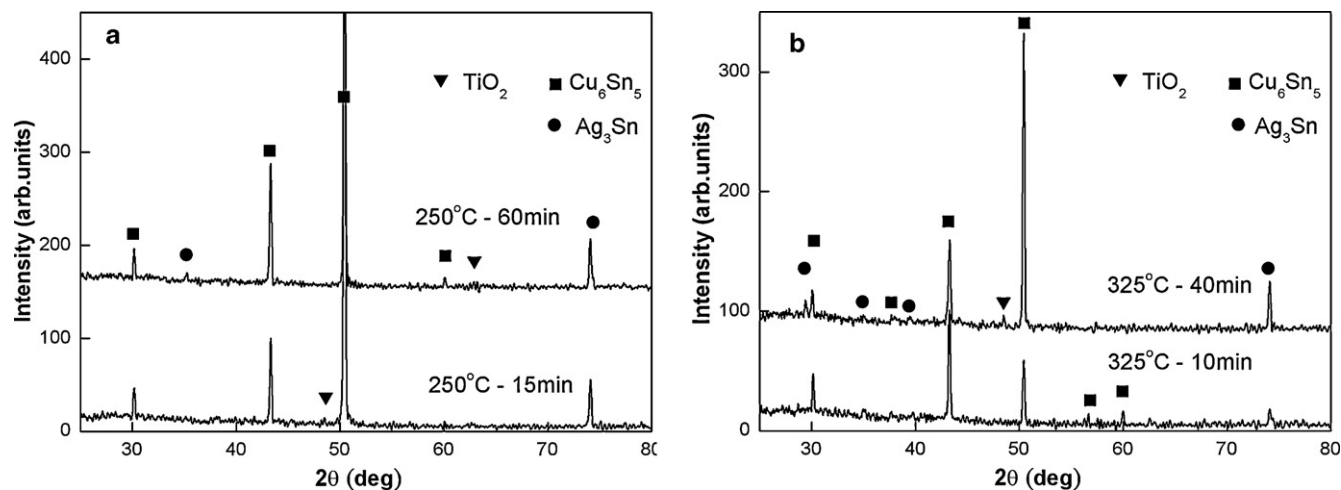 a
400
300
200
100
0
Intensity (arb.units)
▼ TiO₂ ■ Cu₆Sn₅
● Ag₃Sn
250°C - 60min
250°C - 15min
30 40 50 60 70 80
2θ (deg)
b
300
200
100
0
Intensity (arb.units)
▼ TiO₂ ■ Cu₆Sn₅
● Ag₃Sn
325°C - 40min
325°C - 10min
30 40 50 60 70 80
2θ (deg)